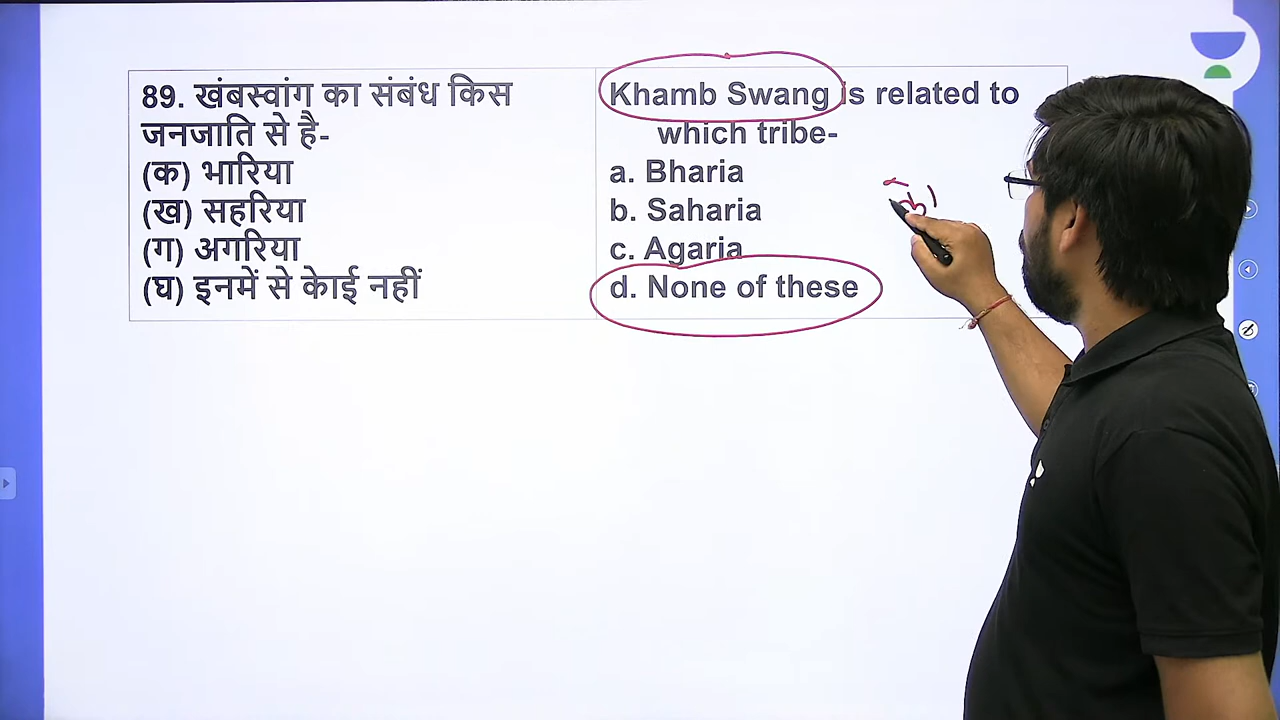 89. खंबस्वांग का संबंध किस
जनजाति से है-
(क) भारिया
(ख) सहरिया
(ग) अगरिया
(घ) इनमें से केाई नहीं
Khamb Swang is related to
which tribe-
a. Bharia
b. Saharia
c. Agaria
d. None of these